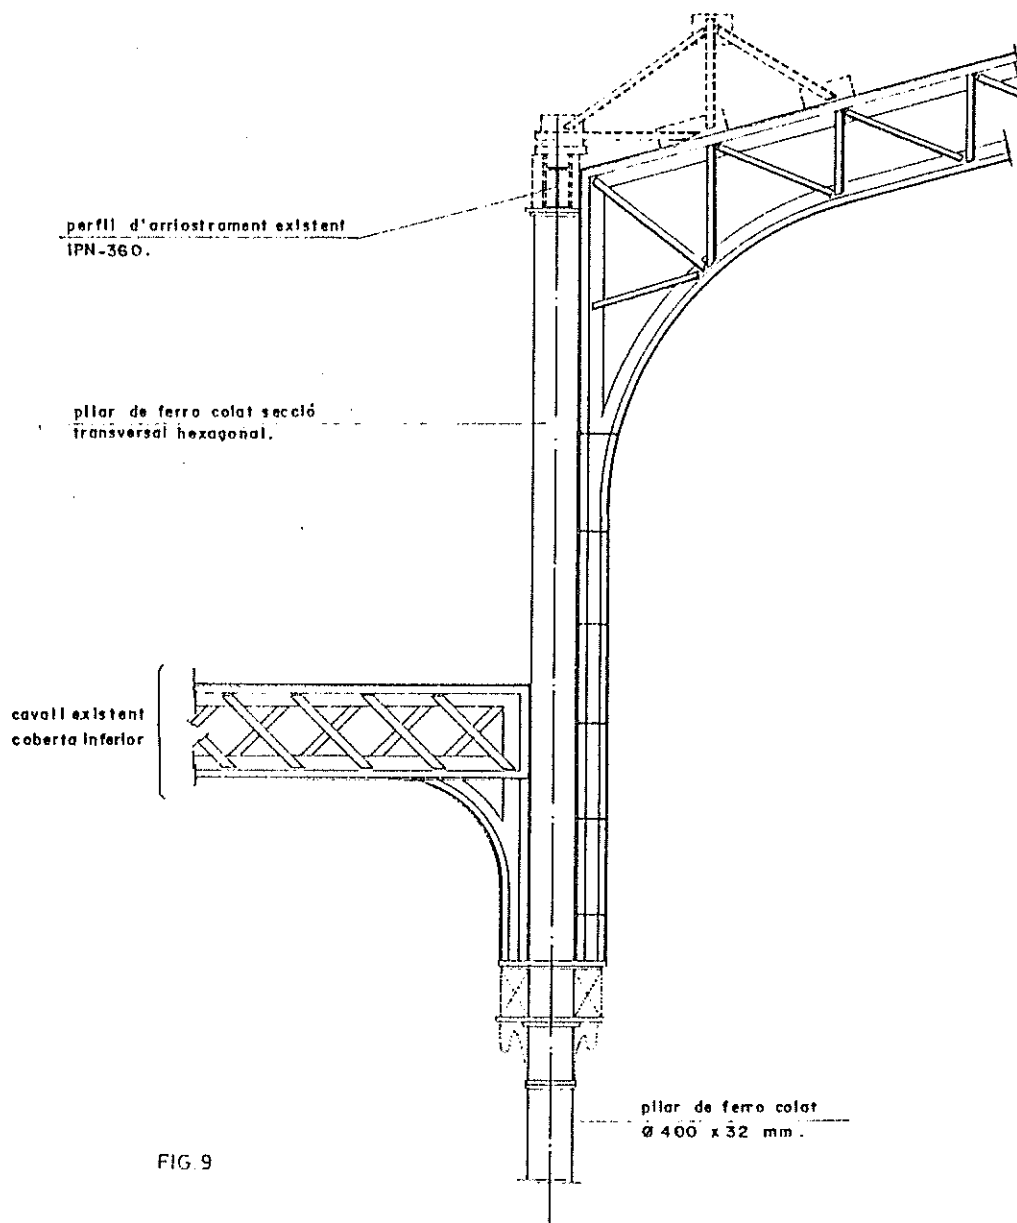 perfil d'arriostrament existent
IPN-360.
pilar de ferro colat secció
transversal hexagonal.
cavall existent
coberta inferior
pilar de ferro colat
Ø 400 x 32 mm.
FIG. 9